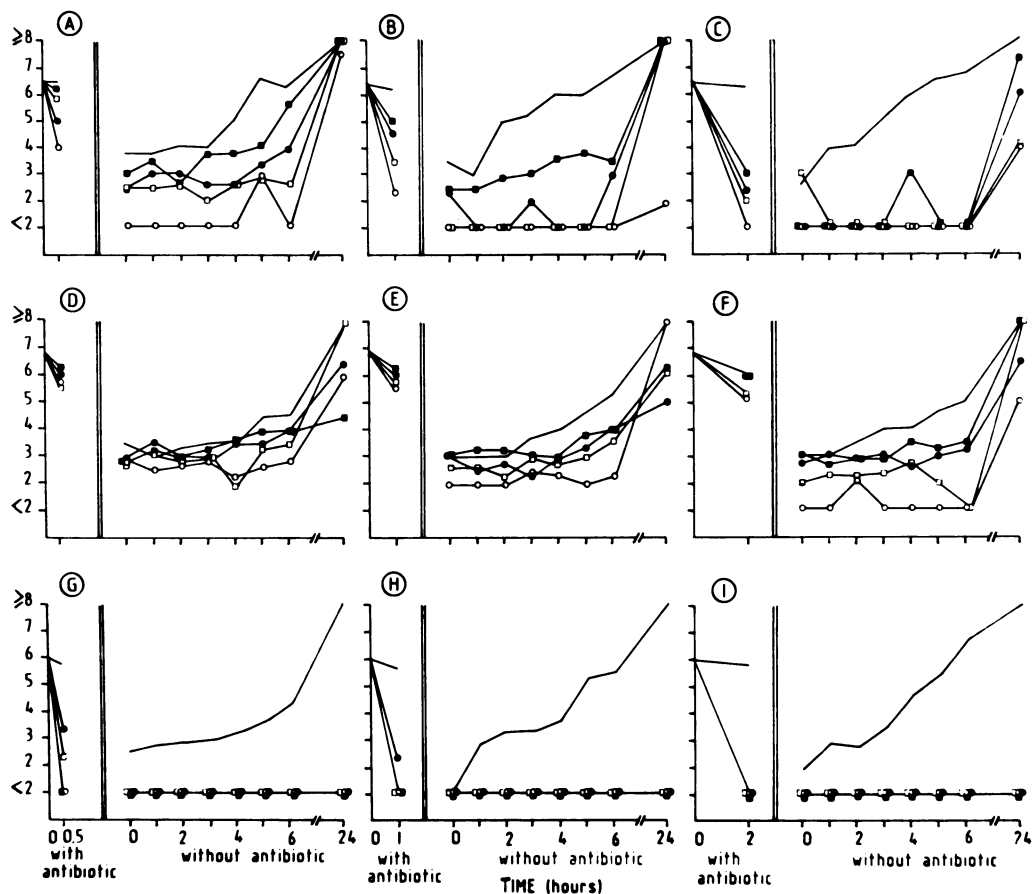 A B C
≥8 7 6 5 4 3 2 <2
D E F
≥8 7 6 5 4 3 2 <2
G H I
≥8 7 6 5 4 3 2 <2
0 0.5 0 2 4 6 24 0 1 0 2 4 6 24 0 2 0 2 4 6 24
with antibiotic without antibiotic with antibiotic without antibiotic with antibiotic without antibiotic
TIME (hours)